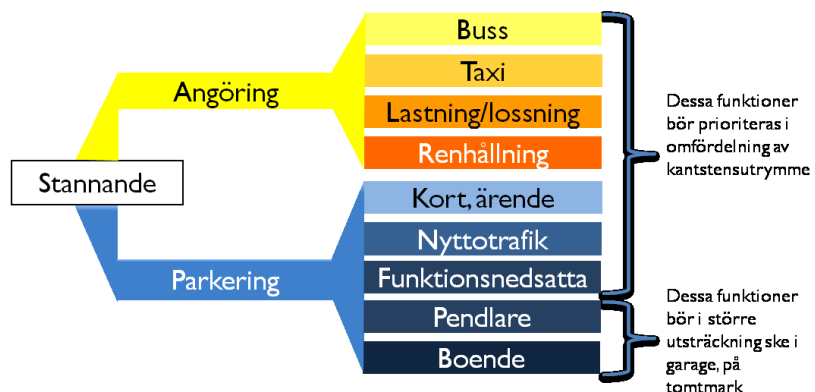 Stannande
Angöring
Buss
Taxi
Lastning/lossning
Renhållning
Parkering
Kort, ärende
Nyttotrafik
Funktionsnedsatta
Pendlare
Boende
Dessa funktioner
bör prioriteras i
omfördelning av
kantstensutrymme
Dessa funktioner
bör i större
utsträckning ske i
garage, på
tomtmark